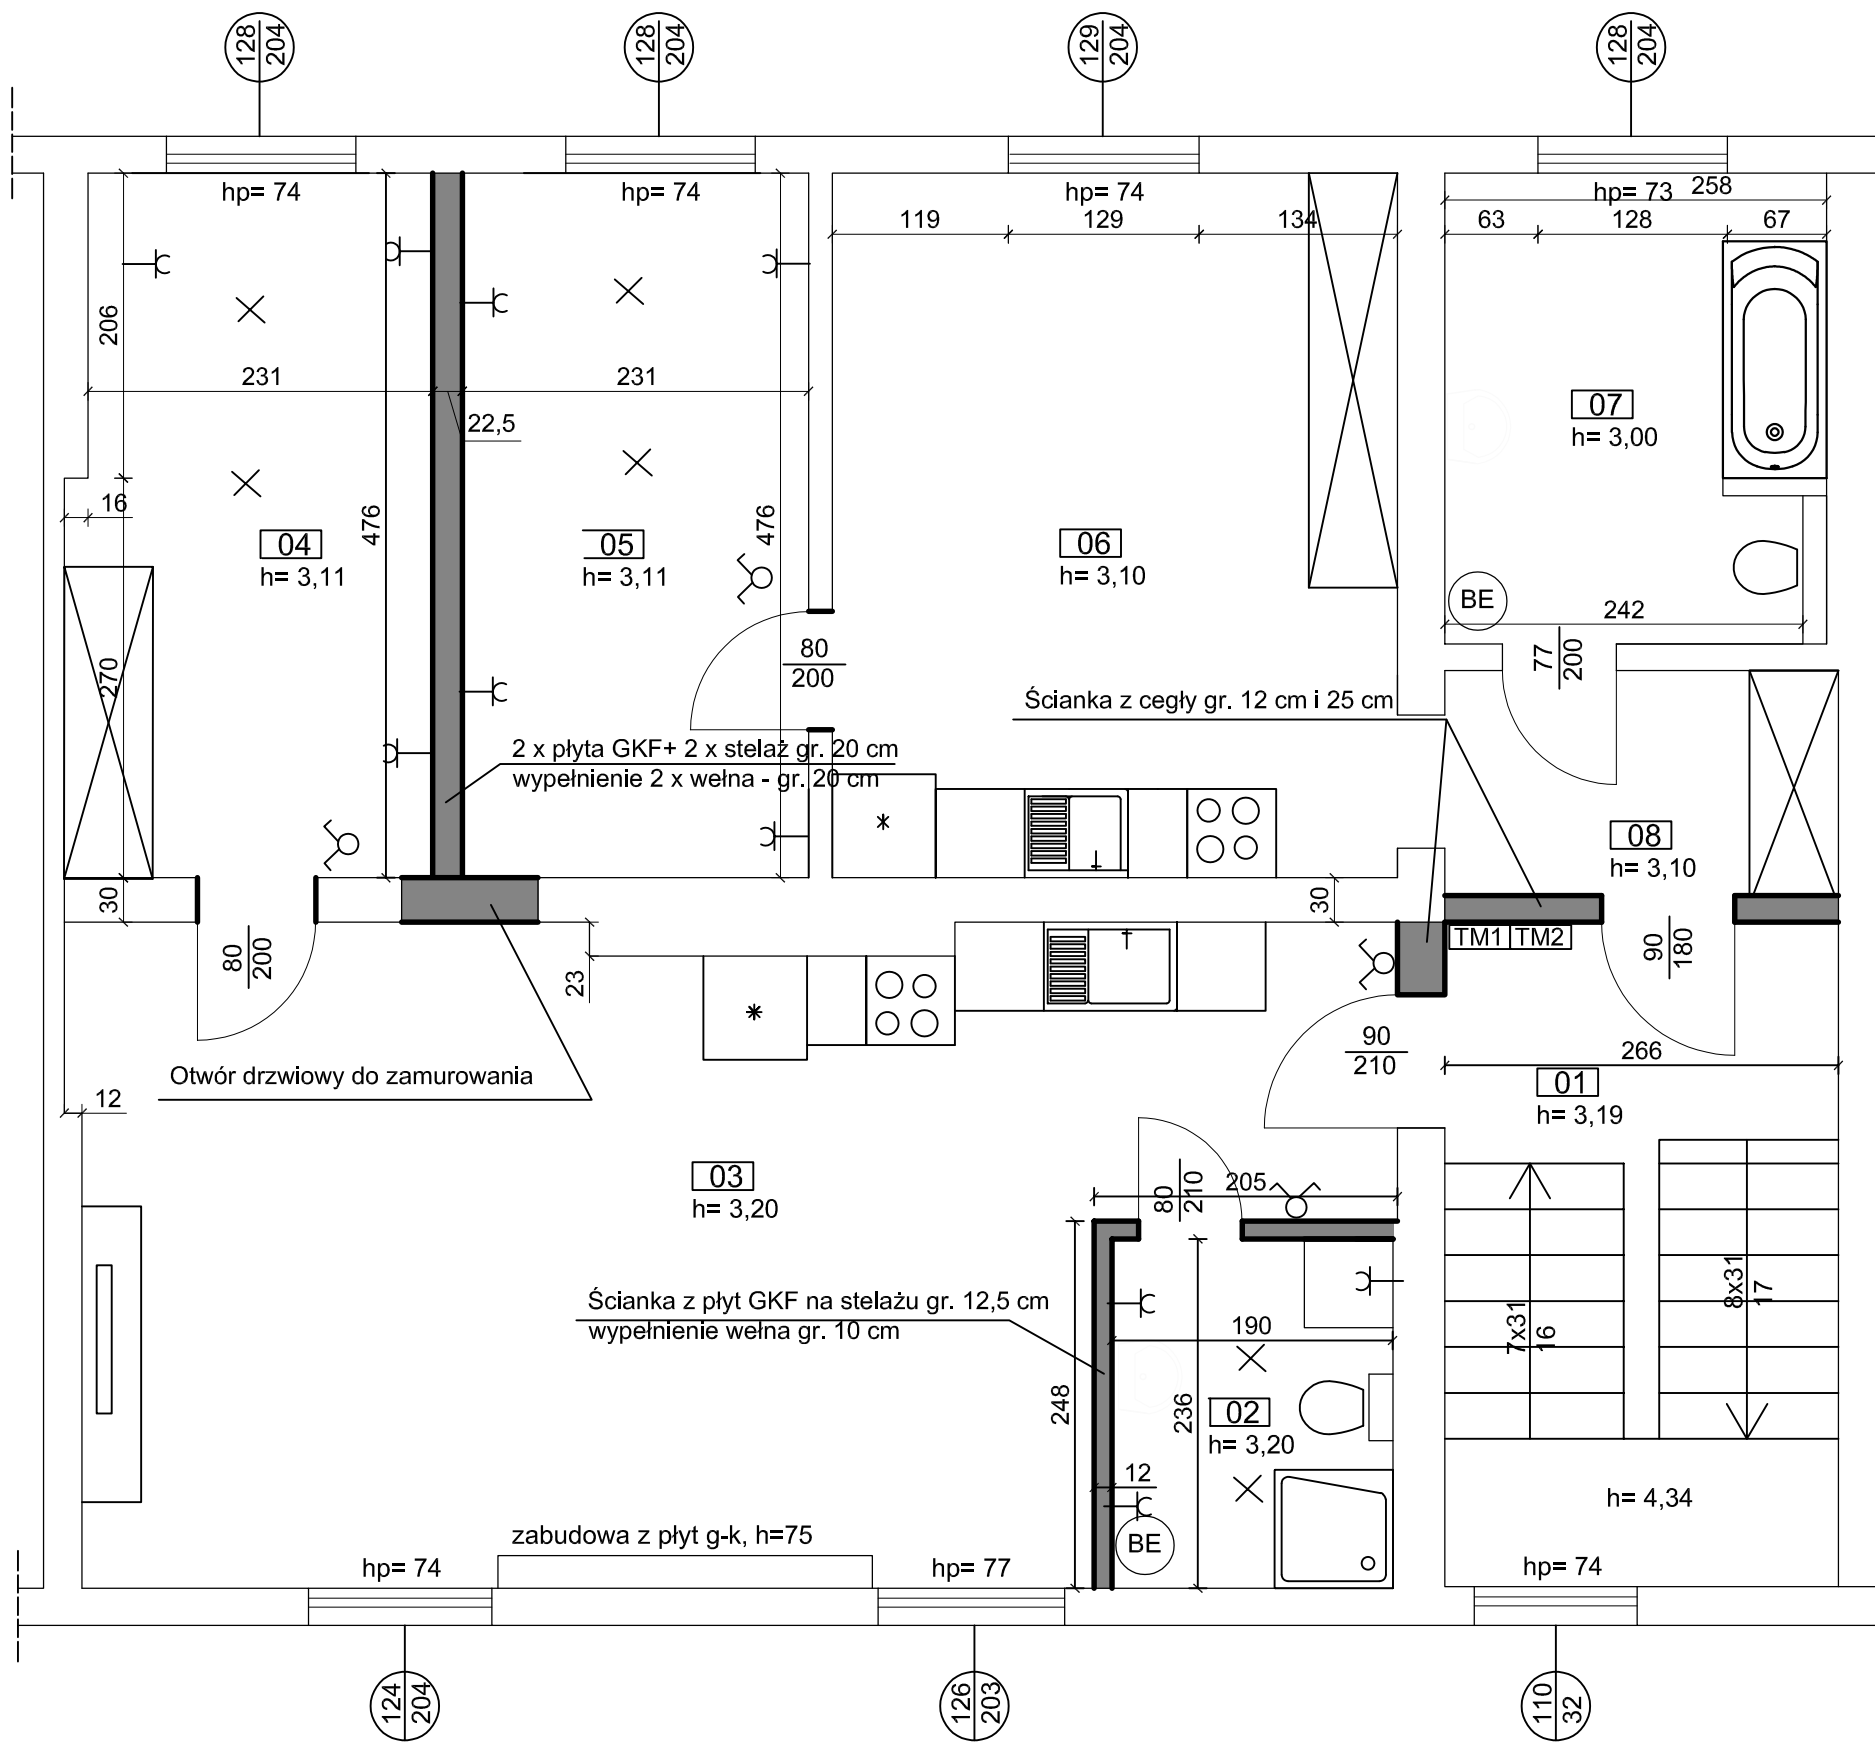 128
204
128
204
129
204
128
204
hp= 74
hp= 74
hp= 74
hp= 73
258
119
129
134
63
128
67
206
231
231
22,5
16
476
476
04
h= 3,11
05
h= 3,11
06
h= 3,10
07
h= 3,00
BE
242
77
200
80
200
270
Ścianka z cegły gr. 12 cm i 25 cm
2 x płyta GKF+ 2 x stelaż gr. 20 cm
wypełnienie 2 x wełna - gr. 20 cm
08
h= 3,10
30
30
TM1
TM2
80
200
23
90
180
90
210
266
Otwór drzwiowy do zamurowania
12
01
h= 3,19
03
h= 3,20
80
210
205
Ścianka z płyt GKF na stelażu gr. 12,5 cm
wypełnienie wełna gr. 10 cm
190
7x31
16
8x31
17
248
236
02
h= 3,20
12
BE
h= 4,34
zabudowa z płyt g-k, h=75
hp= 74
hp= 77
hp= 74
124
204
126
203
110
32